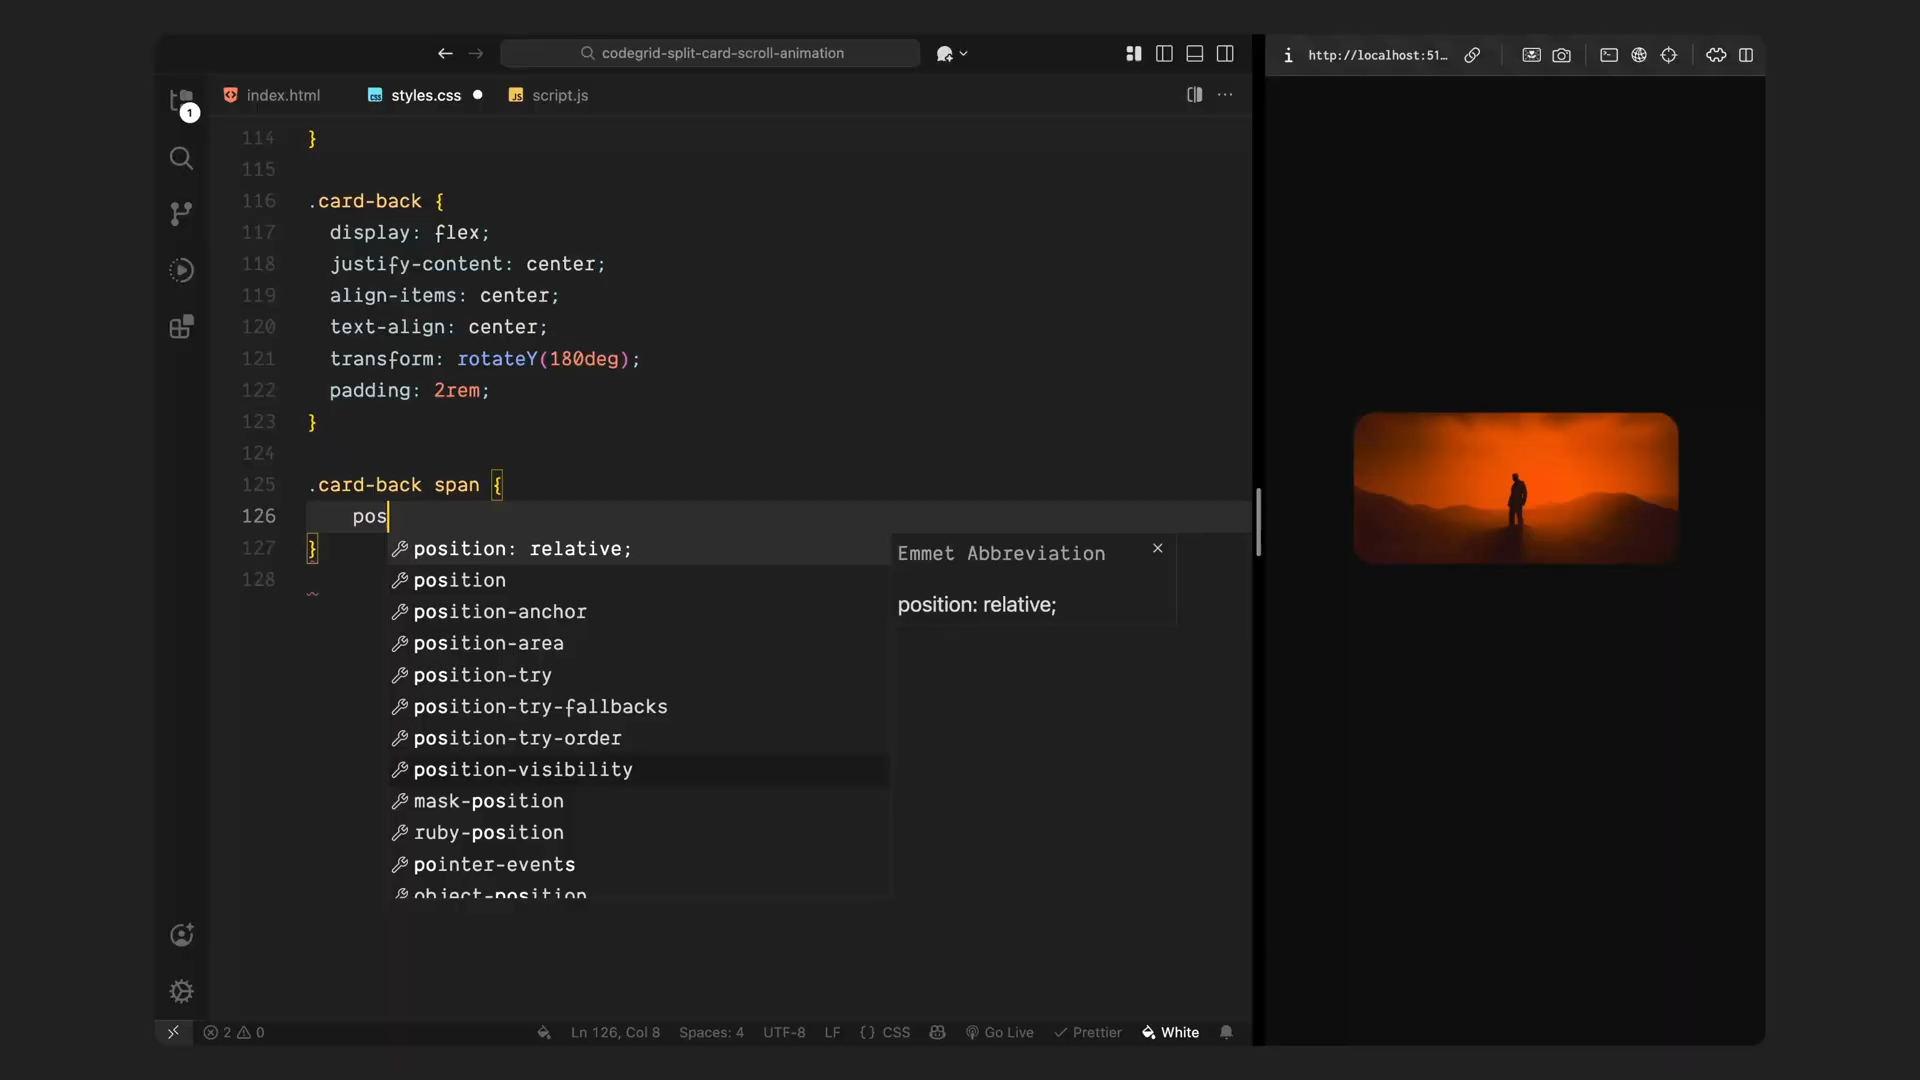 codegrid-split-card-scroll-animation
http://localhost:51...
index.html
styles.css
script.js
1
114 }
115
116 .card-back {
117 display: flex;
118 justify-content: center;
119 align-items: center;
120 text-align: center;
121 transform: rotateY(180deg);
122 padding: 2rem;
123 }
124
125 .card-back span {
126 pos
127 }
128
position: relative;
position
position-anchor
position-area
position-try
position-try-fallbacks
position-try-order
position-visibility
mask-position
ruby-position
pointer-events
object-position
Emmet Abbreviation
position: relative;
2 0
Ln 126, Col 8
Spaces: 4
UTF-8
LF
{} CSS
Go Live
Prettier
White